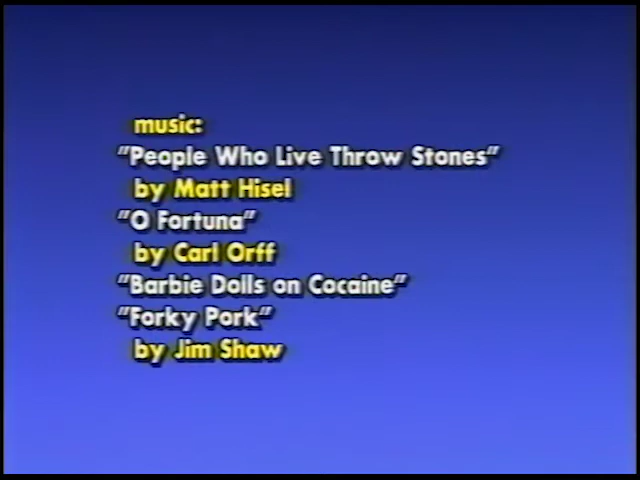 music:
"People Who Live Throw Stones"
by Matt Hisel
"O Fortuna"
by Carl Orff
"Barbie Dolls on Cocaine"
"Forky Pork"
by Jim Shaw